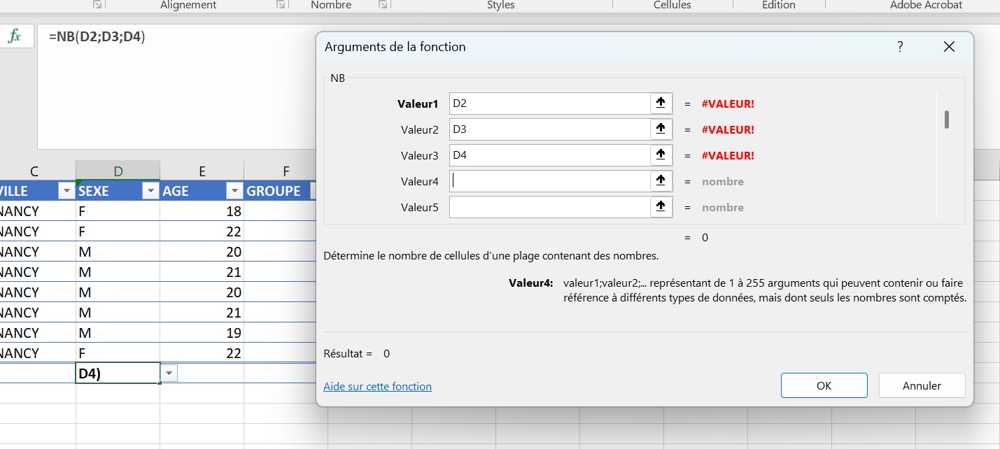 Alignement Nombre Styles Cellules Edition Adobe Acrobat
fx =NB(D2;D3;D4)
Arguments de la fonction ? 
NB
Valeur1 D2 = #VALEUR!
Valeur2 D3 = #VALEUR!
Valeur3 D4 = #VALEUR!
Valeur4 = nombre
Valeur5 = nombre
= 0
Détermine le nombre de cellules d'une plage contenant des nombres.
Valeur4: valeur1;valeur2;... représentant de 1 à 255 arguments qui peuvent contenir ou faire
référence à différents types de données, mais dont seuls les nombres sont comptés.
Résultat = 0
Aide sur cette fonction
OK Annuler
C D E F
VILLE SEXE AGE GROUPE
NANCY F 18
NANCY F 22
NANCY M 20
NANCY M 21
NANCY M 20
NANCY M 21
NANCY M 19
NANCY F 22
D4)